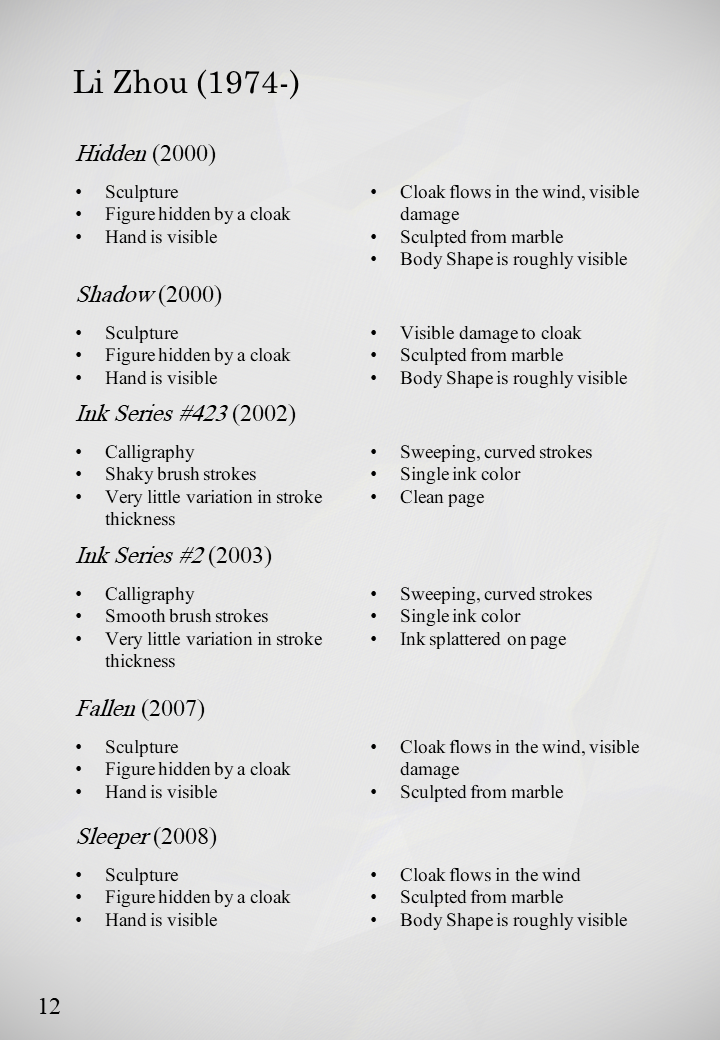 Li Zhou (1974-)
Hidden (2000)
• Sculpture
• Figure hidden by a cloak
• Hand is visible
• Cloak flows in the wind, visible
damage
• Sculpted from marble
• Body Shape is roughly visible
Shadow (2000)
• Sculpture
• Figure hidden by a cloak
• Hand is visible
• Visible damage to cloak
• Sculpted from marble
• Body Shape is roughly visible
Ink Series #423 (2002)
• Calligraphy
• Shaky brush strokes
• Very little variation in stroke
thickness
• Sweeping, curved strokes
• Single ink color
• Clean page
Ink Series #2 (2003)
• Calligraphy
• Smooth brush strokes
• Very little variation in stroke
thickness
• Sweeping, curved strokes
• Single ink color
• Ink splattered on page
Fallen (2007)
• Sculpture
• Figure hidden by a cloak
• Hand is visible
• Cloak flows in the wind, visible
damage
• Sculpted from marble
Sleeper (2008)
• Sculpture
• Figure hidden by a cloak
• Hand is visible
• Cloak flows in the wind
• Sculpted from marble
• Body Shape is roughly visible
12